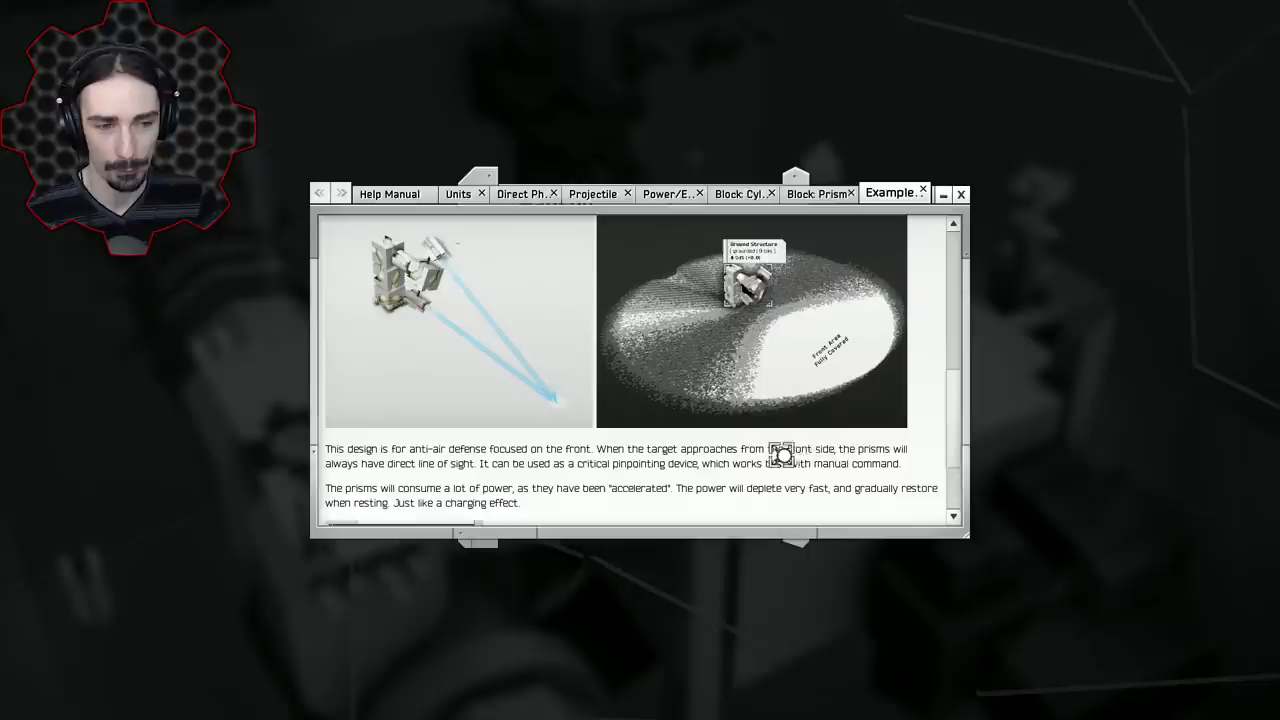 Help Manual Units Direct Ph.. Projectile Power/E.. Block: Cyl.. Block: Prism Example.
Ground Structure
Front Area
Fully Covered
This design is for anti-air defense focused on the front. When the target approaches from side, the prisms will
always have direct line of sight. It can be used as a critical pinpointing device, which works with manual command.
The prisms will consume a lot of power, as they have been "accelerated". The power will deplete very fast, and gradually restore
when resting. Just like a charging effect.